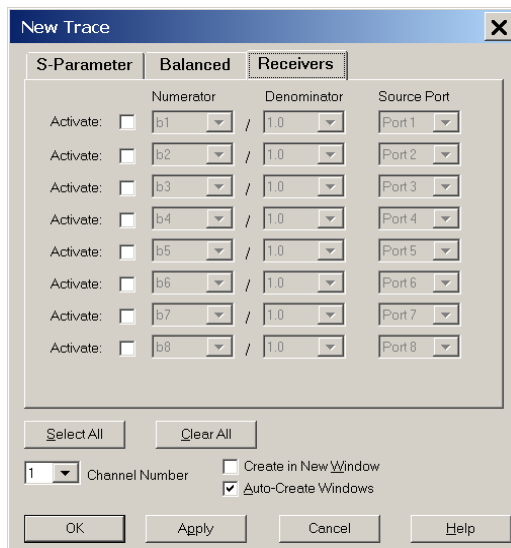 New Trace
S-Parameter Balanced Receivers
Numerator Denominator Source Port
Activate: b1 / 1.0 Port 1
Activate: b2 / 1.0 Port 2
Activate: b3 / 1.0 Port 3
Activate: b4 / 1.0 Port 4
Activate: b5 / 1.0 Port 5
Activate: b6 / 1.0 Port 6
Activate: b7 / 1.0 Port 7
Activate: b8 / 1.0 Port 8
Select All Clear All
1 Channel Number
Create in New Window
Auto-Create Windows
OK Apply Cancel Help